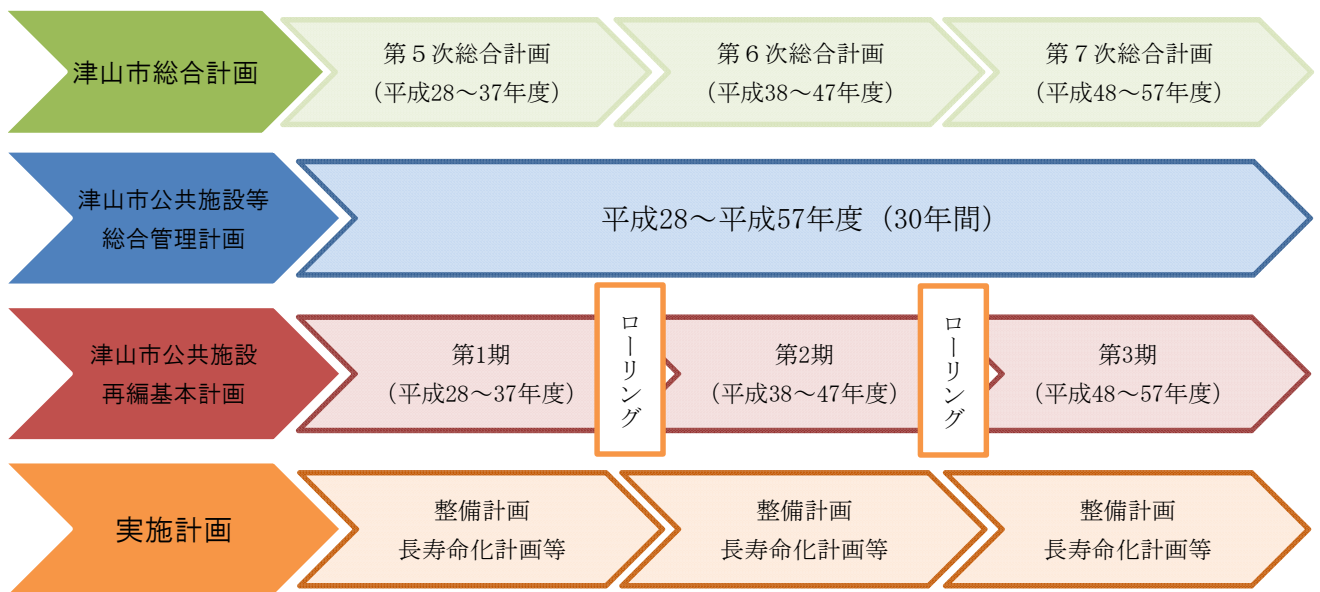 津山市総合計画
第５次総合計画
（平成28～37年度）
第６次総合計画
（平成38～47年度）
第７次総合計画
（平成48～57年度）
津山市公共施設等
総合管理計画
平成28～平成57年度（30年間）
津山市公共施設
再編基本計画
第1期
（平成28～37年度）
ローリング
第2期
（平成38～47年度）
ローリング
第3期
（平成48～57年度）
実施計画
整備計画
長寿命化計画等
整備計画
長寿命化計画等
整備計画
長寿命化計画等